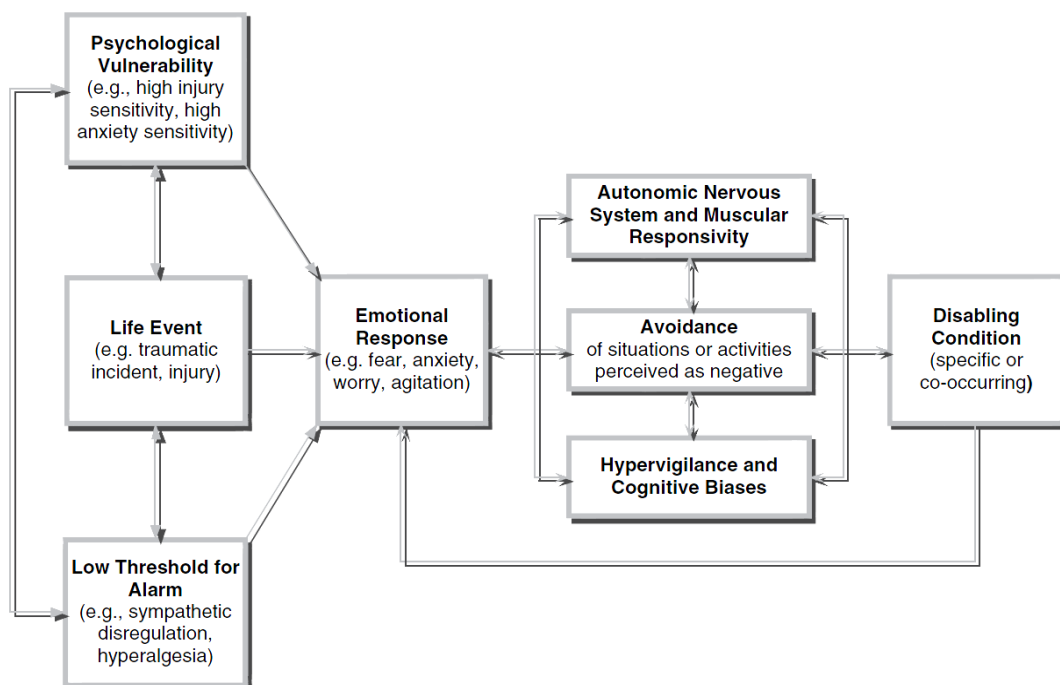 Psychological
Vulnerability
(e.g., high injury
sensitivity, high
anxiety sensitivity)
Life Event
(e.g. traumatic
incident, injury)
Low Threshold for
Alarm
(e.g., sympathetic
disregulation,
hyperalgesia)
Emotional
Response
(e.g. fear, anxiety,
worry, agitation)
Autonomic Nervous
System and Muscular
Responsivity
Avoidance
of situations or activities
perceived as negative
Hypervigilance and
Cognitive Biases
Disabling
Condition
(specific or
co-occurring)